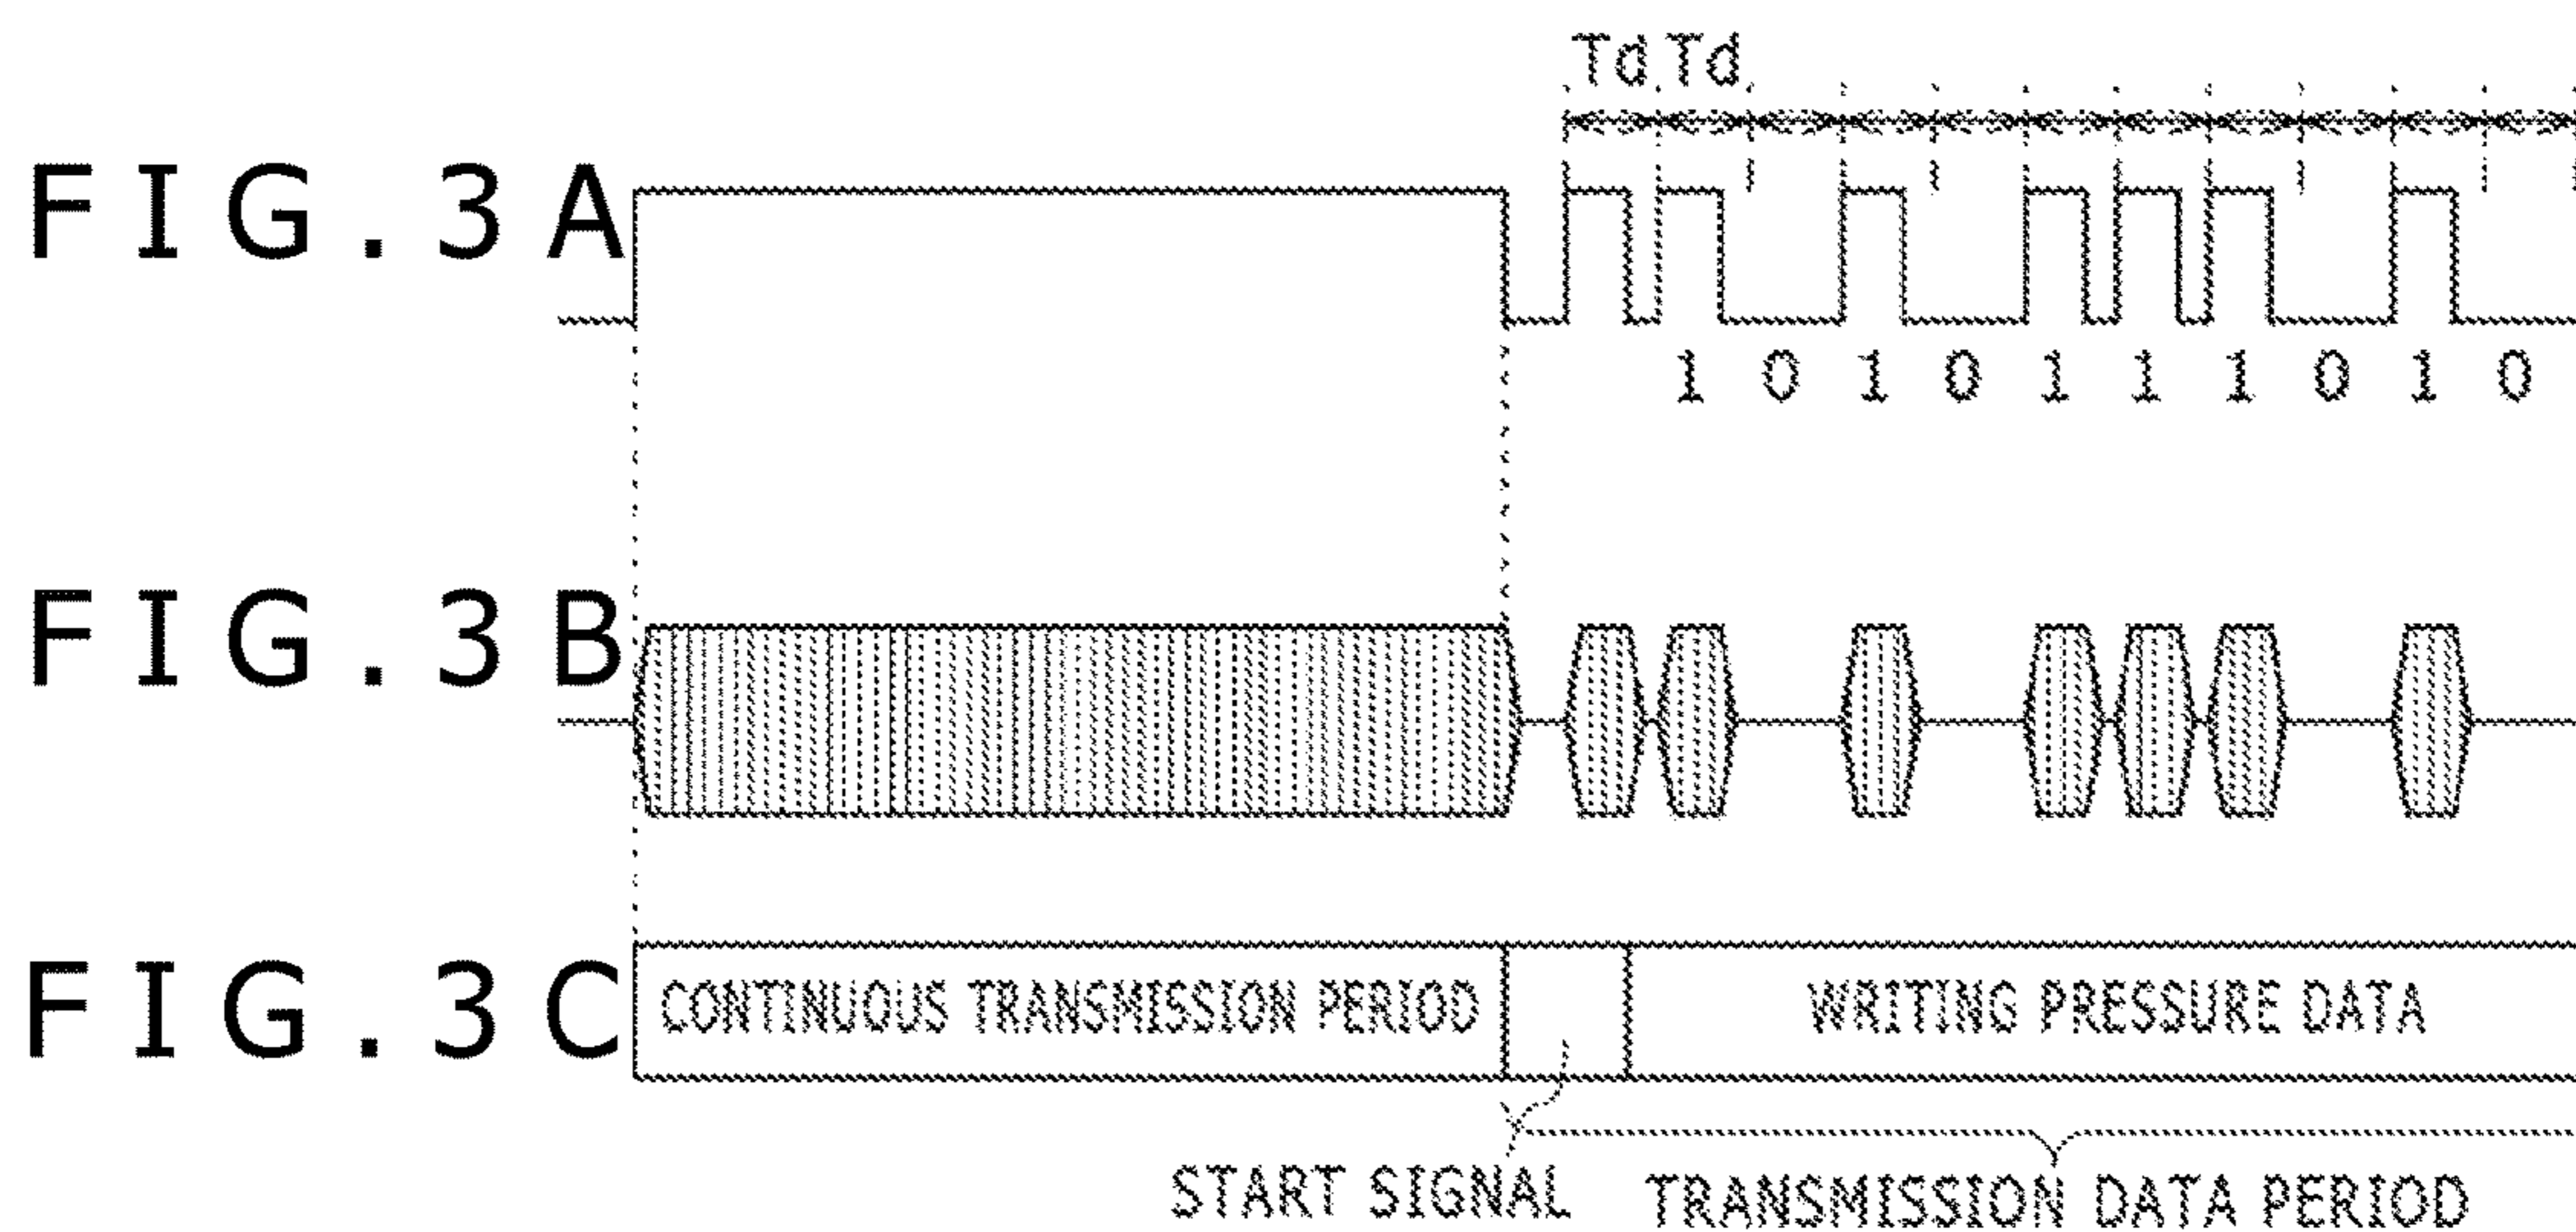 Td Td
FIG.3A
1 0 1 0 1 1 1 0 1 0
FIG.3B
FIG.3C
CONTINUOUS TRANSMISSION PERIOD
WRITING PRESSURE DATA
START SIGNAL
TRANSMISSION DATA PERIOD